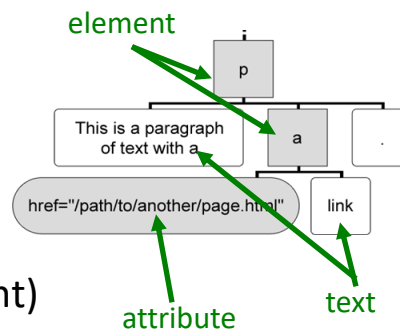 element
p
This is a paragraph
of text with a
a
.
href="/path/to/another/page.html"
link
nt)
attribute
text